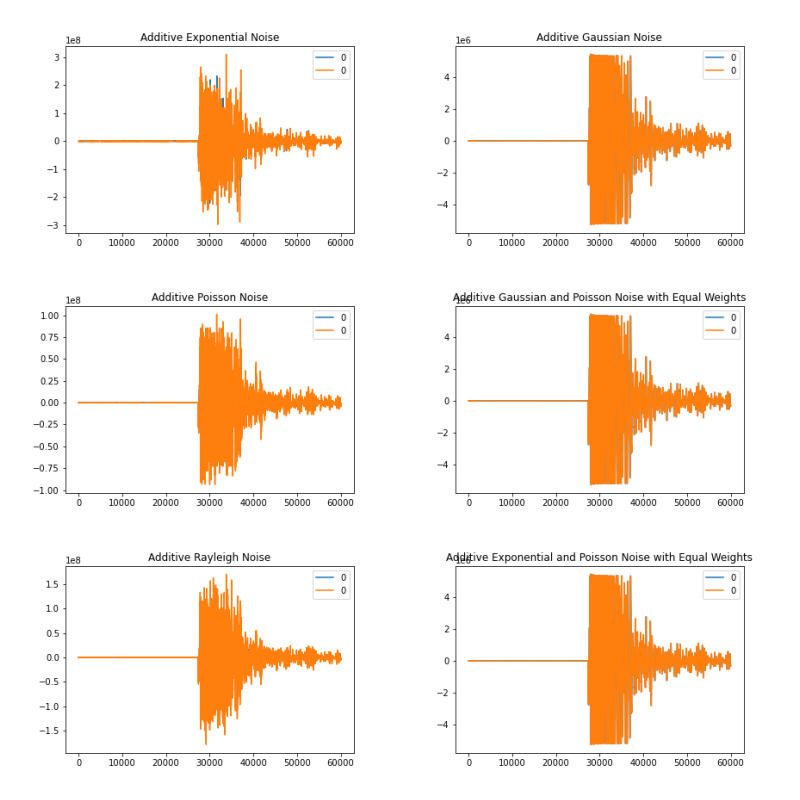 Additive Exponential Noise
1e8
3
2
1
0
−1
−2
−3
0 10000 20000 30000 40000 50000 60000
0
0
Additive Gaussian Noise
1e6
4
2
0
−2
−4
0 10000 20000 30000 40000 50000 60000
0
0
Additive Poisson Noise
1e8
1.00
0.75
0.50
0.25
0.00
−0.25
−0.50
−0.75
−1.00
0 10000 20000 30000 40000 50000 60000
0
0
Additive Gaussian and Poisson Noise with Equal Weights
1e6
4
2
0
−2
−4
0 10000 20000 30000 40000 50000 60000
0
0
Additive Rayleigh Noise
1e8
1.5
1.0
0.5
0.0
−0.5
−1.0
−1.5
0 10000 20000 30000 40000 50000 60000
0
0
Additive Exponential and Poisson Noise with Equal Weights
1e6
4
2
0
−2
−4
0 10000 20000 30000 40000 50000 60000
0
0